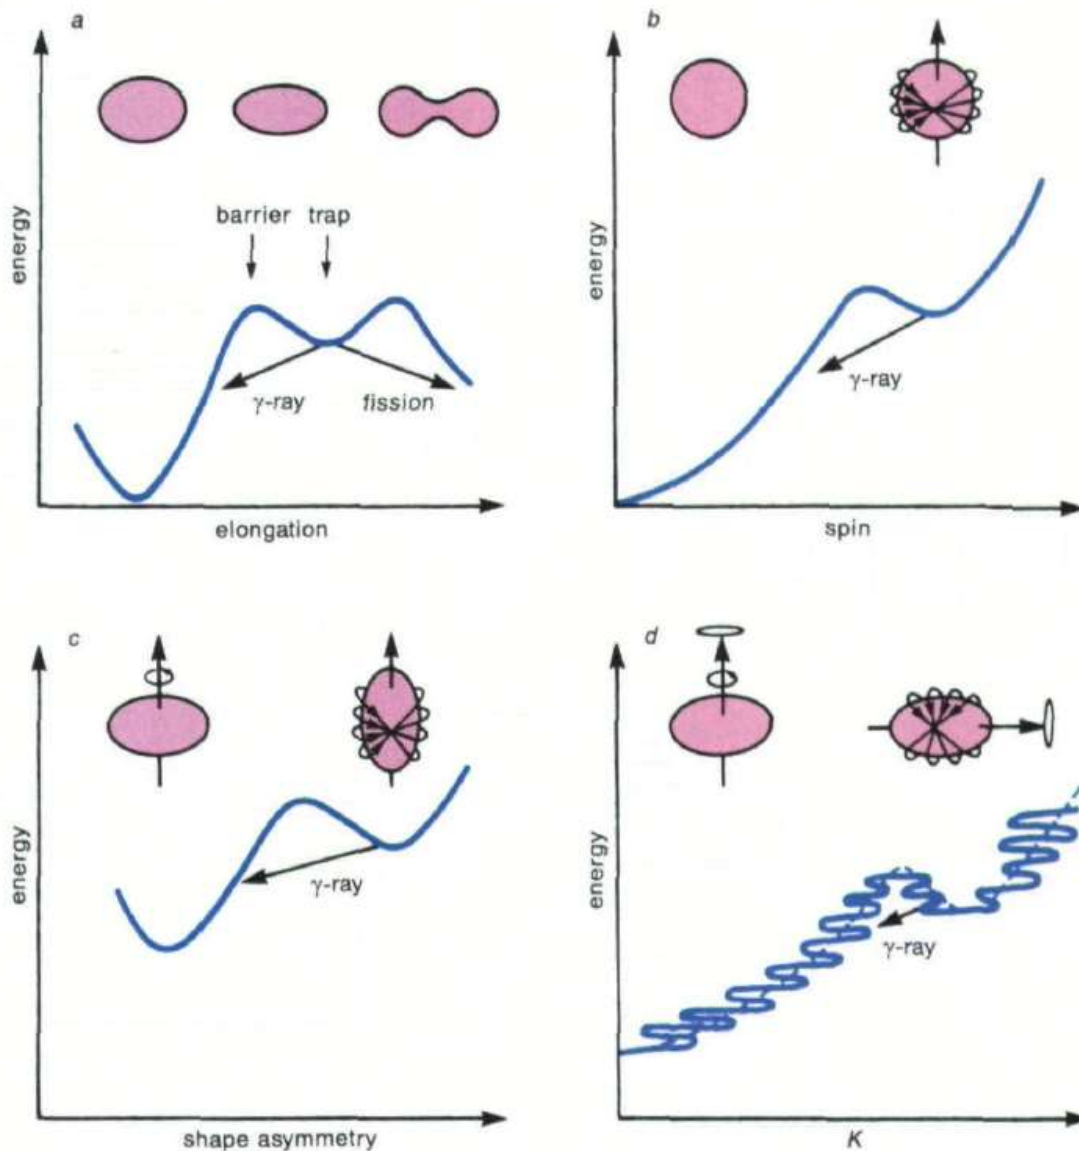 a
barrier trap
energy
γ-ray
fission
elongation
b
energy
γ-ray
spin
c
energy
γ-ray
shape asymmetry
d
energy
γ-ray
K